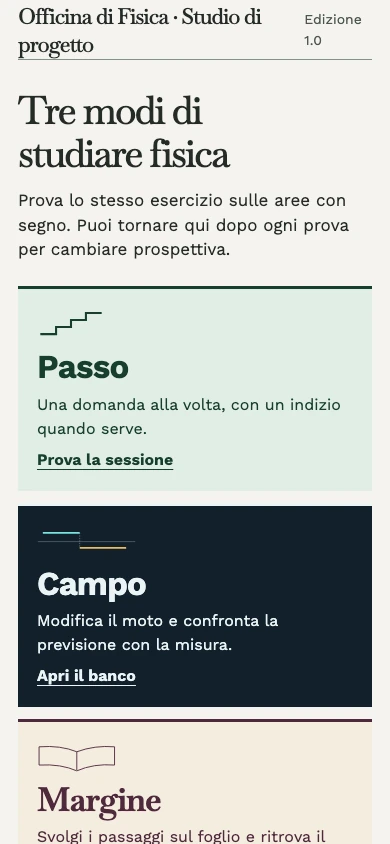 Officina di Fisica · Studio di
progetto
Edizione
1.0
Tre modi di
studiare fisica
Prova lo stesso esercizio sulle aree con
segno. Puoi tornare qui dopo ogni prova
per cambiare prospettiva.
Passo
Una domanda alla volta, con un indizio
quando serve.
Prova la sessione
Campo
Modifica il moto e confronta la
previsione con la misura.
Apri il banco
Margine
Svolgi i passaggi sul foglio e ritrova il